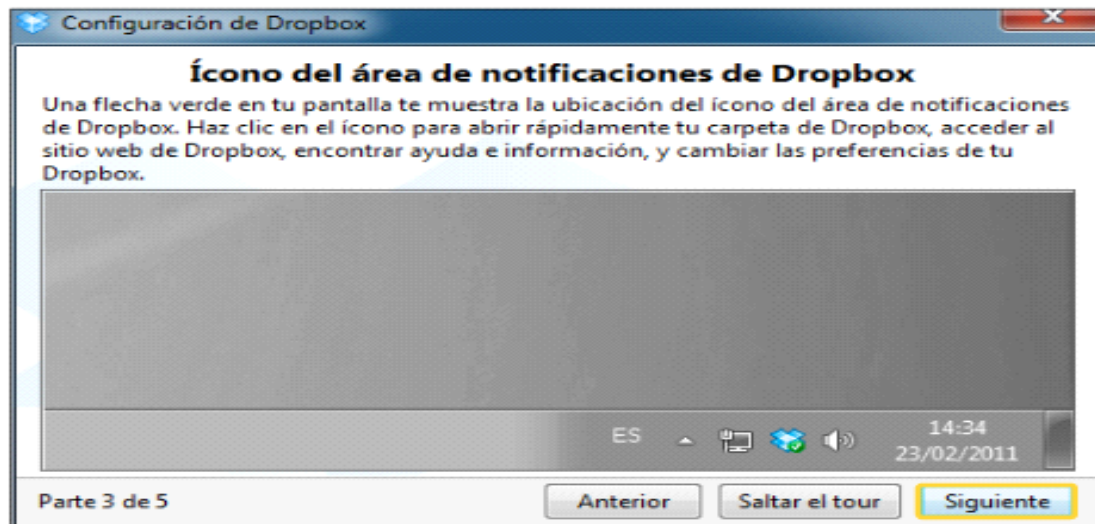 Configuración de Dropbox
Ícono del área de notificaciones de Dropbox
Una flecha verde en tu pantalla te muestra la ubicación del ícono del área de notificaciones
de Dropbox. Haz clic en el ícono para abrir rápidamente tu carpeta de Dropbox, acceder al
sitio web de Dropbox, encontrar ayuda e información, y cambiar las preferencias de tu
Dropbox.
ES 14:34
23/02/2011
Parte 3 de 5 Anterior Saltar el tour Siguiente